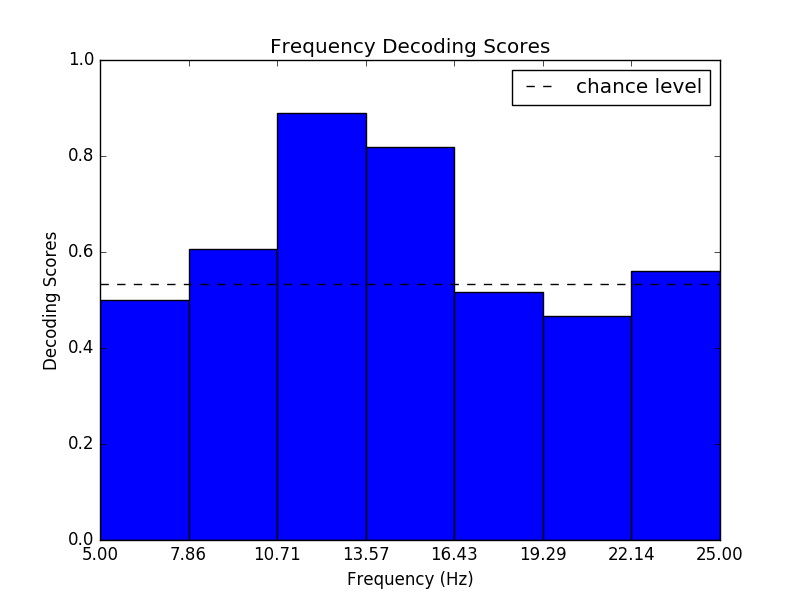 Frequency Decoding Scores
chance level
1.0
0.8
0.6
0.4
0.2
0.0
Decoding Scores
5.00 7.86 10.71 13.57 16.43 19.29 22.14 25.00
Frequency (Hz)